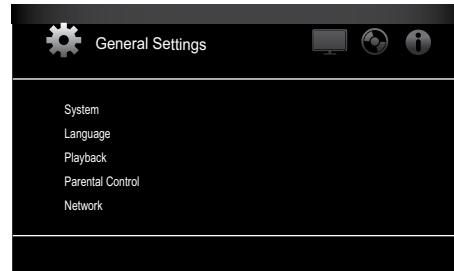 General Settings
System
Language
Playback
Parental Control
Network